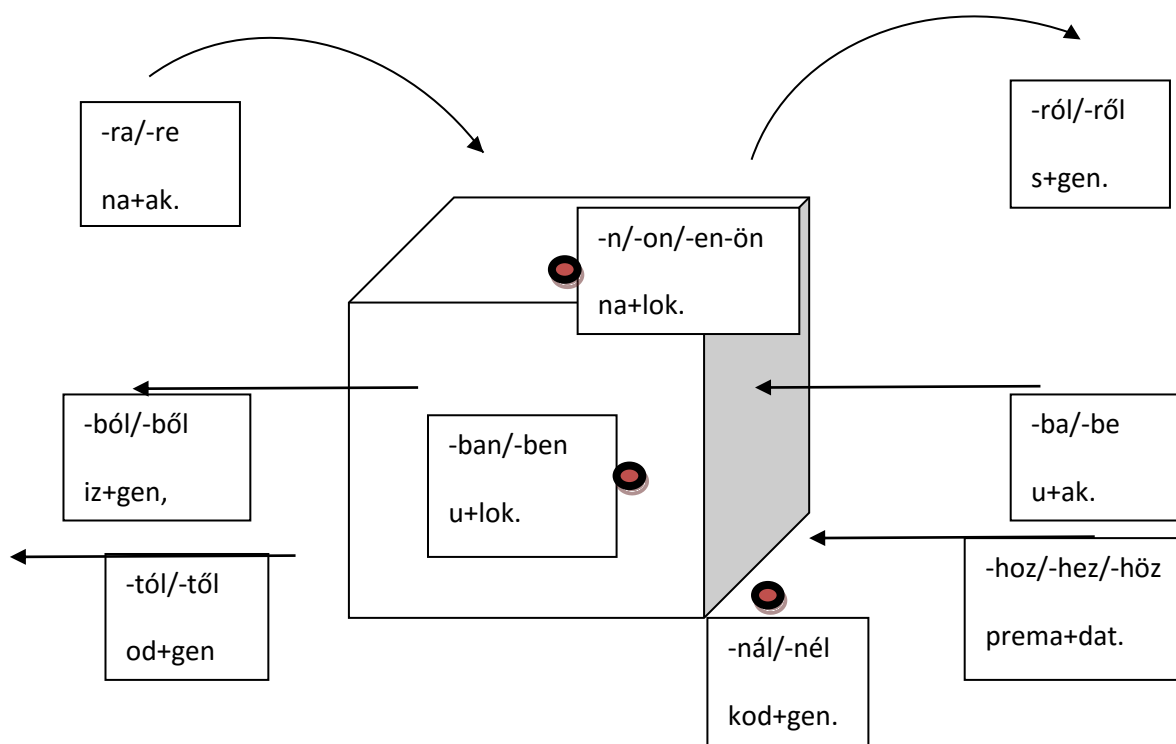 -ra/-re
na+ak.
-ról/-ről
s+gen.
-n/-on/-en-ön
na+lok.
-ból/-ből
iz+gen,
-ban/-ben
u+lok.
-ba/-be
u+ak.
-tól/-től
od+gen
-nál/-nél
kod+gen.
-hoz/-hez/-höz
prema+dat.